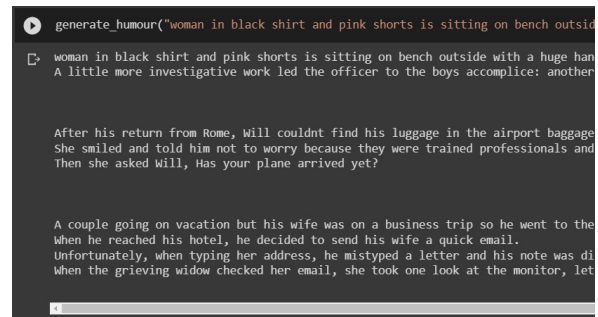 generate_humour("woman in black shirt and pink shorts is sitting on bench outsid
woman in black shirt and pink shorts is sitting on bench outside with a huge han
A little more investigative work led the officer to the boys accomplice: another
After his return from Rome, Will couldnt find his luggage in the airport baggage
She smiled and told him not to worry because they were trained professionals and
Then she asked Will, Has your plane arrived yet?
A couple going on vacation but his wife was on a business trip so he went to the
When he reached his hotel, he decided to send his wife a quick email.
Unfortunately, when typing her address, he mistyped a letter and his note was di
When the grieving widow checked her email, she took one look at the monitor, let